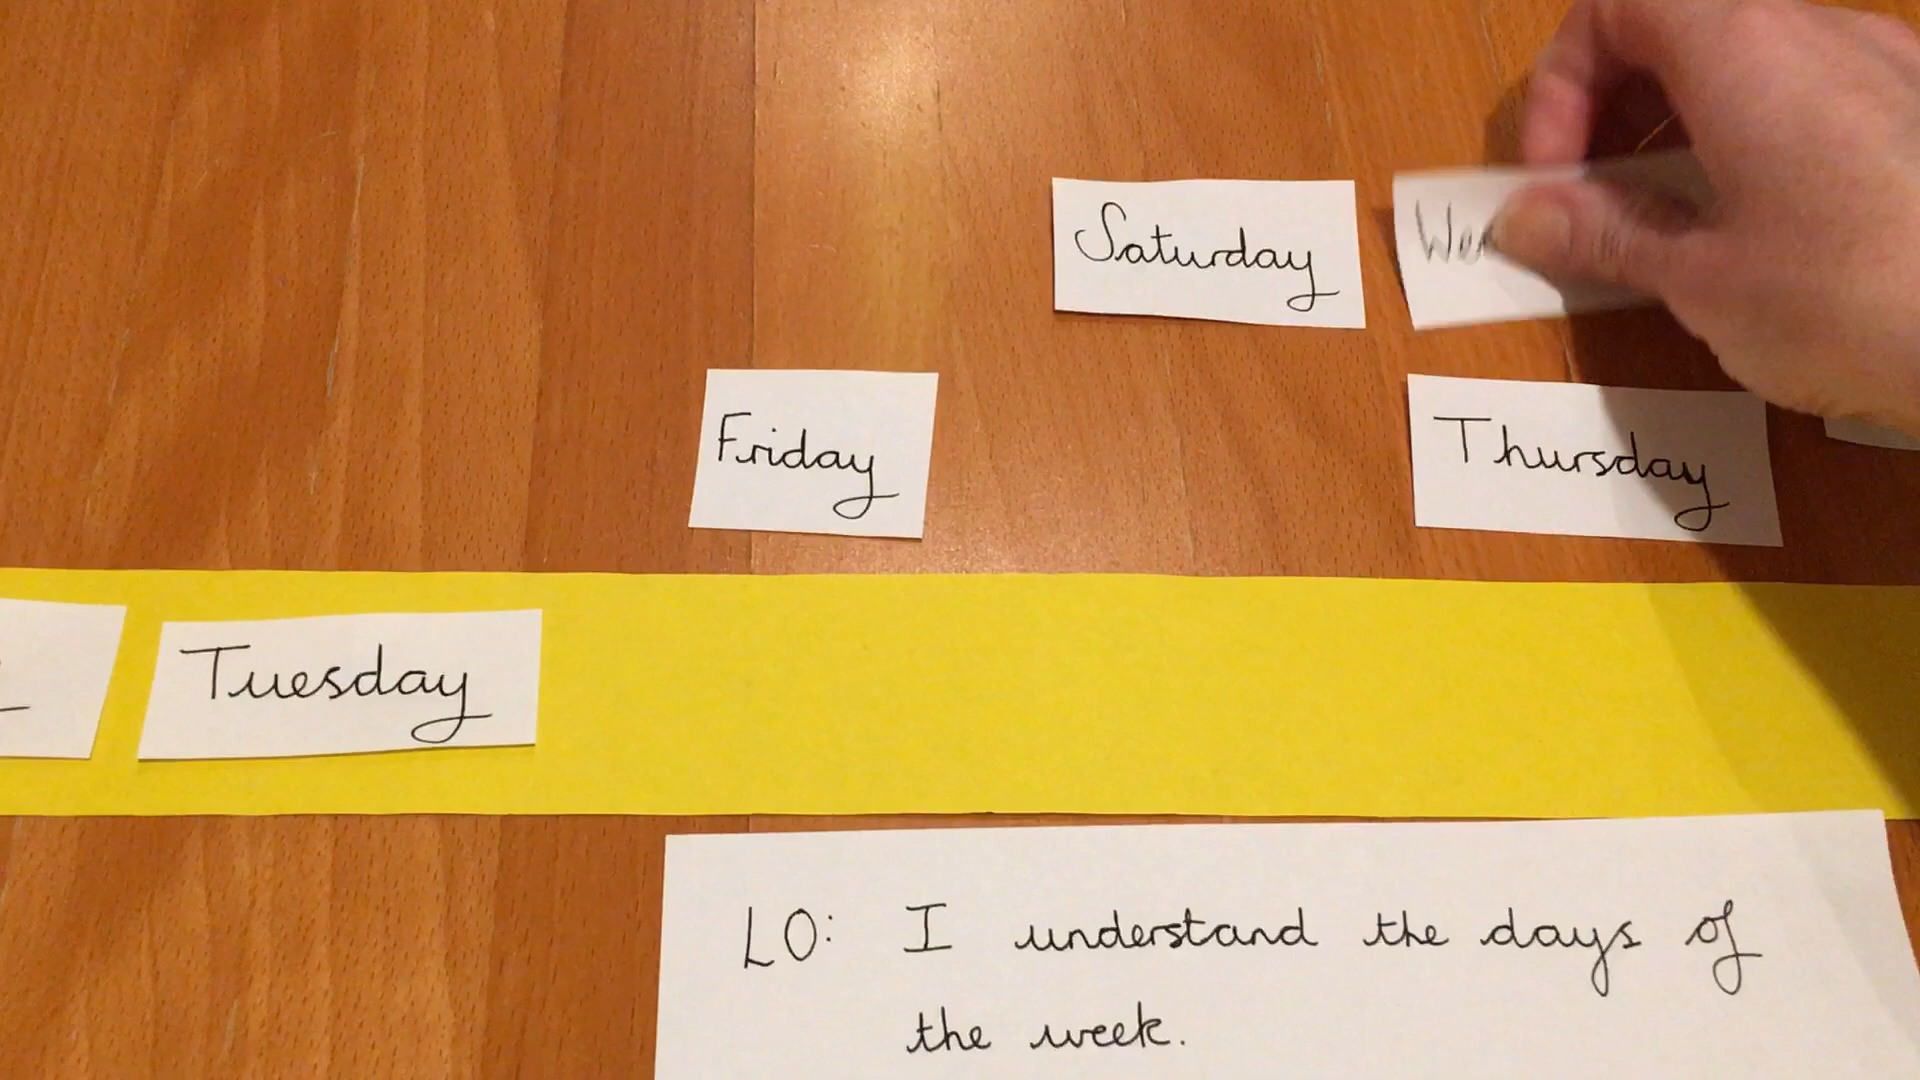 Saturday
Friday
Thursday
Tuesday
LO: I understand the days of
the week.